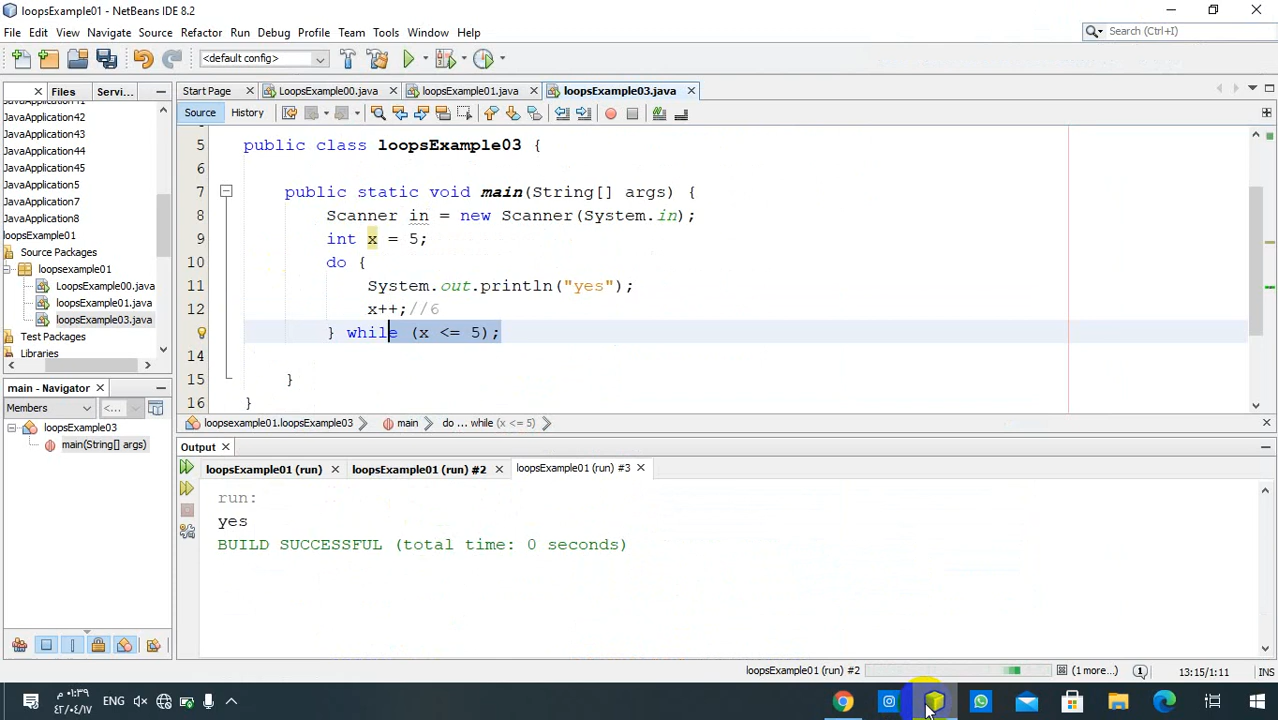 loopsExample01 - NetBeans IDE 8.2
File Edit View Navigate Source Refactor Run Debug Profile Team Tools Window Help
Search (Ctrl+I)
<default config>
Files Servi...
Start Page LoopsExample00.java loopsExample01.java loopsExample03.java
Source History
JavaApplication41
JavaApplication42
JavaApplication43
JavaApplication44
JavaApplication45
JavaApplication5
JavaApplication7
JavaApplication8
loopsExample01
Source Packages
loopsexample01
LoopsExample00.java
loopsExample01.java
loopsExample03.java
Test Packages
Libraries
5 public class loopsExample03 {
6
7 public static void main(String[] args) {
8 Scanner in = new Scanner(System.in);
9 int x = 5;
10 do {
11 System.out.println("yes");
12 x++;//6
} while (x <= 5);
14
15 }
16 }
loopsexample01.loopsExample03 main do ... while (x <= 5)
main - Navigator
Members <...
loopsExample03
main(String[] args)
Output
loopsExample01 (run) loopsExample01 (run) #2 loopsExample01 (run) #3
run:
yes
BUILD SUCCESSFUL (total time: 0 seconds)
loopsExample01 (run) #2 (1 more...) 1 13:15/1:11 INS
ENG